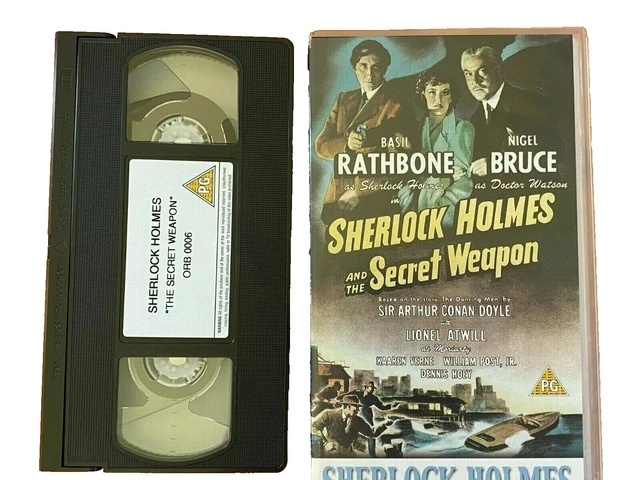 SHERLOCK HOLMES
"THE SECRET WEAPON"
ORB 0006
PG
BASIL
RATHBONE
as Sherlock Holmes
NIGEL
BRUCE
as Doctor Watson
in
SHERLOCK HOLMES
AND THE
Secret Weapon
Based on the story The Dancing Men by
SIR ARTHUR CONAN DOYLE
with
LIONEL ATWILL
as Moriarty
KAAREN VERNE WILLIAM POST, JR.
DENNIS HOEY
PG
SHERLOCK HOLMES